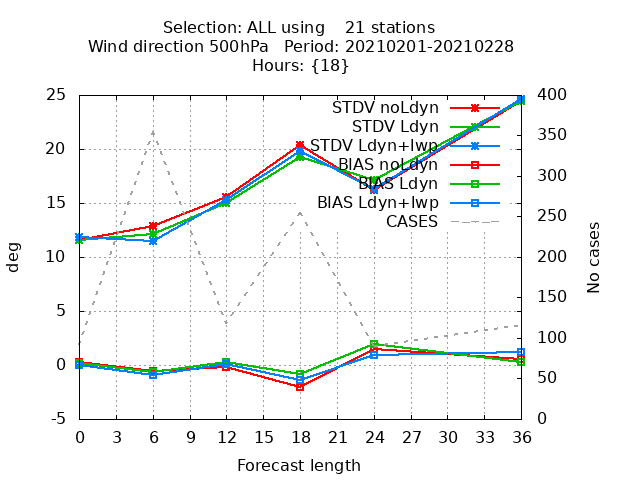 Selection: ALL using    21 stations
Wind direction 500hPa   Period: 20210201-20210228
Hours: {18}
25 400
STDV noLdyn
STDV Ldyn
350
20
STDV Ldyn+lwp
BIAS noLdyn
300
BIAS Ldyn
15
BIAS Ldyn+lwp
250
CASES
10 200
deg
No cases
5
150
100
0
50
-5 0
0 3 6 9 12 15 18 21 24 27 30 33 36
Forecast length